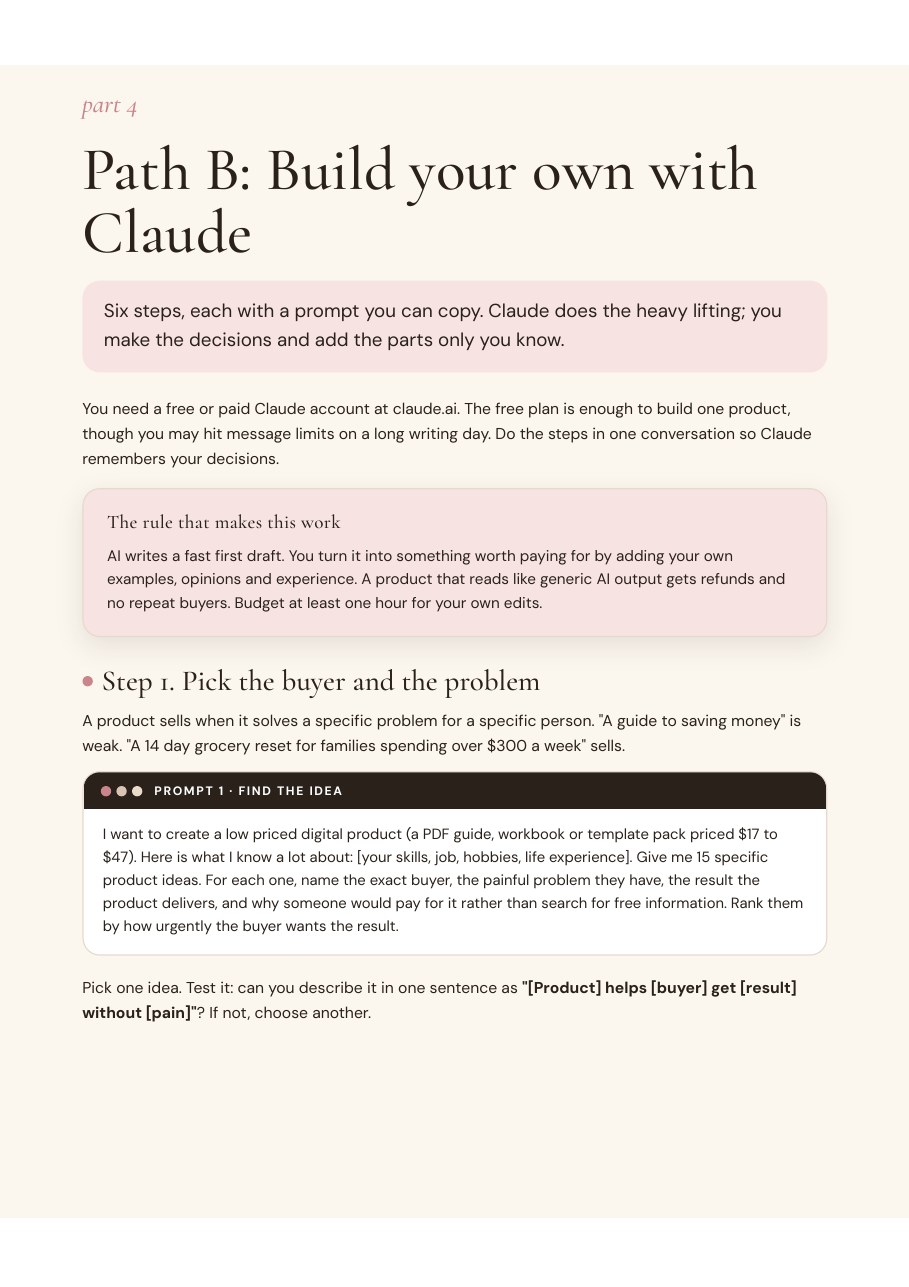 part 4
Path B: Build your own with
Claude
Six steps, each with a prompt you can copy. Claude does the heavy lifting; you
make the decisions and add the parts only you know.
You need a free or paid Claude account at claude.ai. The free plan is enough to build one product,
though you may hit message limits on a long writing day. Do the steps in one conversation so Claude
remembers your decisions.
The rule that makes this work
AI writes a fast first draft. You turn it into something worth paying for by adding your own
examples, opinions and experience. A product that reads like generic AI output gets refunds and
no repeat buyers. Budget at least one hour for your own edits.
Step 1. Pick the buyer and the problem
A product sells when it solves a specific problem for a specific person. "A guide to saving money" is
weak. "A 14 day grocery reset for families spending over $300 a week" sells.
PROMPT 1 · FIND THE IDEA
I want to create a low priced digital product (a PDF guide, workbook or template pack priced $17 to
$47). Here is what I know a lot about: [your skills, job, hobbies, life experience]. Give me 15 specific
product ideas. For each one, name the exact buyer, the painful problem they have, the result the
product delivers, and why someone would pay for it rather than search for free information. Rank them
by how urgently the buyer wants the result.
Pick one idea. Test it: can you describe it in one sentence as "[Product] helps [buyer] get [result]
without [pain]"? If not, choose another.